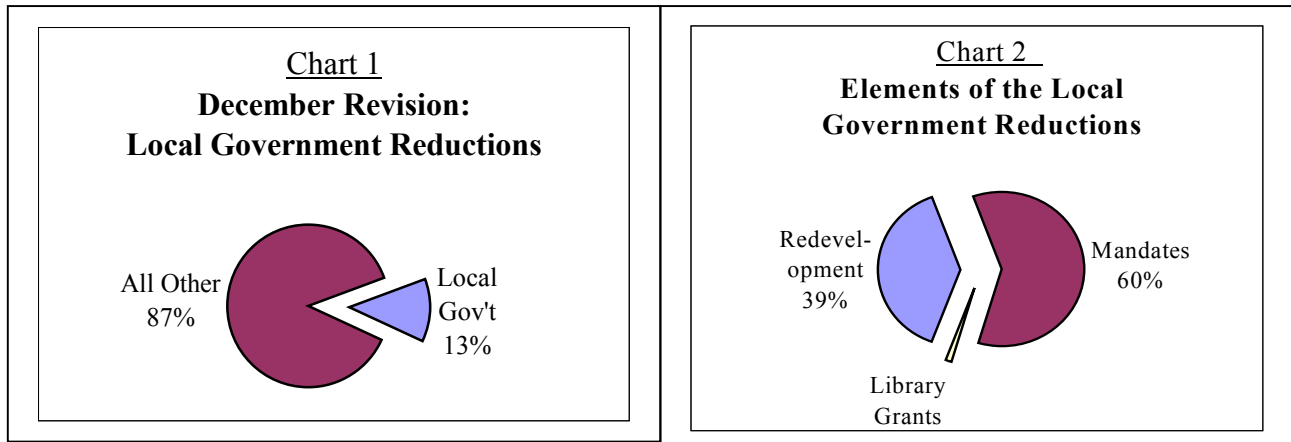 Chart 1
December Revision:
Local Government Reductions
All Other
87%
Local
Gov't
13%
Chart 2
Elements of the Local
Government Reductions
Redevel-
opment
39%
Mandates
60%
Library
Grants